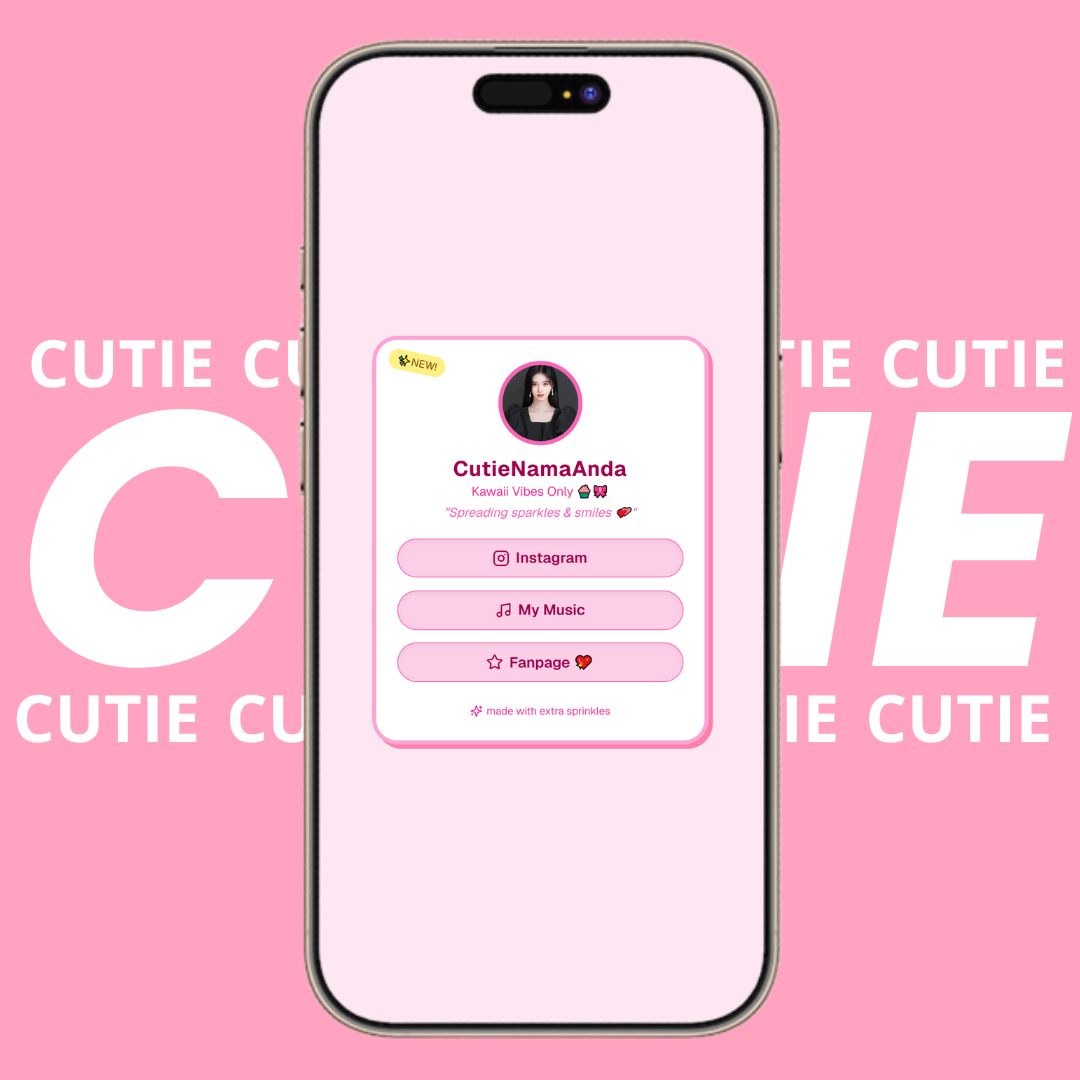 CUTIE CU TIE CUTIE
C IE
CUTIE CU IE CUTIE
✨NEW!
CutieNamaAnda
Kawaii Vibes Only 🧁🎀
"Spreading sparkles & smiles 💕"
Instagram
My Music
Fanpage 💖
made with extra sprinkles